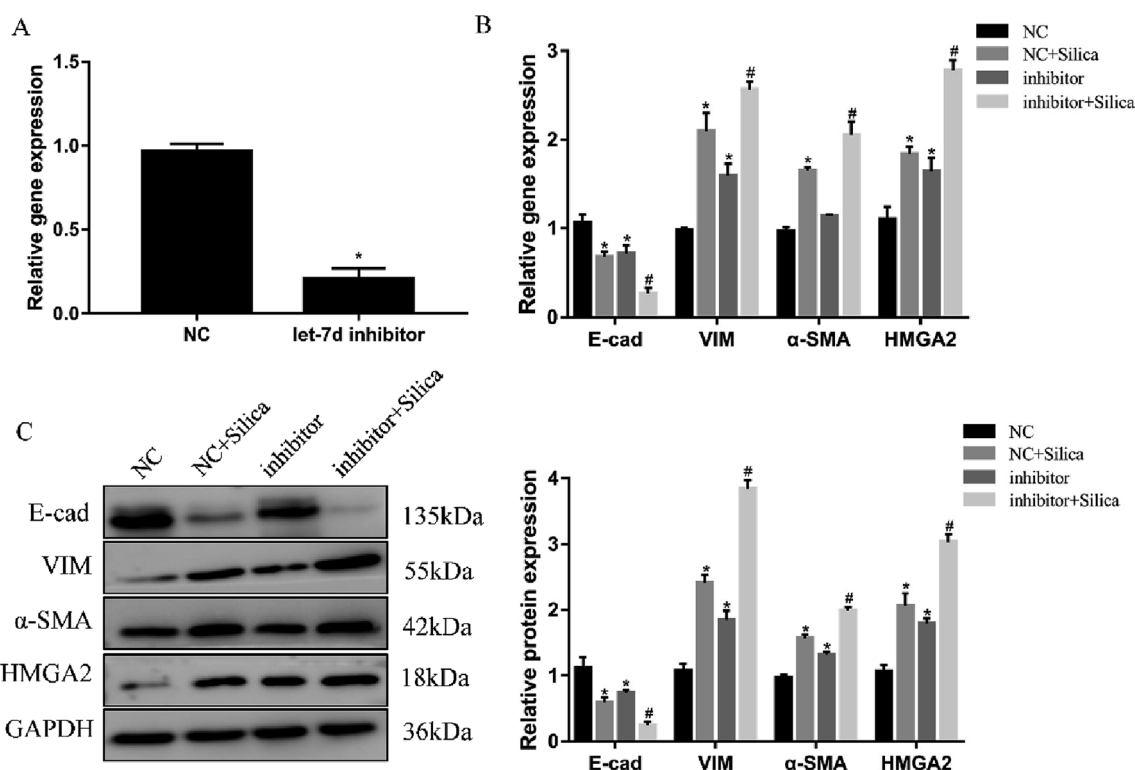 A
Relative gene expression
1.5
1.0
0.5
0.0
*
NC
let-7d inhibitor
B
NC
NC+Silica
inhibitor
inhibitor+Silica
Relative gene expression
3
2
1
0
* * #
* * #
* #
* * #
E-cad
VIM
α-SMA
HMGA2
C
NC
NC+Silica
inhibitor
inhibitor+Silica
E-cad
135kDa
VIM
55kDa
α-SMA
42kDa
HMGA2
18kDa
GAPDH
36kDa
NC
NC+Silica
inhibitor
inhibitor+Silica
Relative protein expression
4
3
2
1
0
* * #
* * #
* * #
* * #
E-cad
VIM
α-SMA
HMGA2